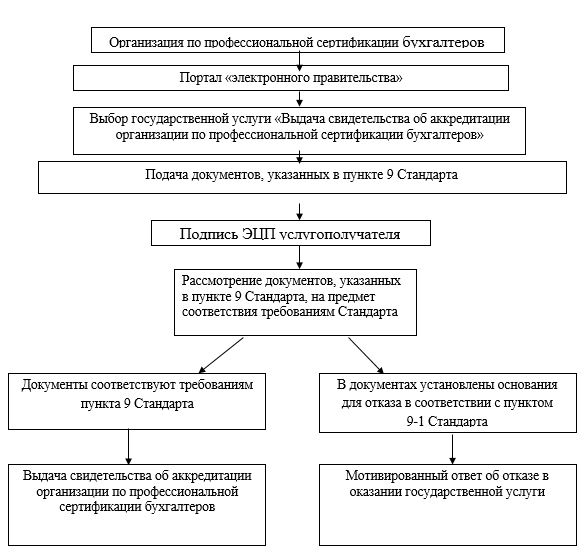 Организация по профессиональной сертификации бухгалтеров
Портал «электронного правительства»
Выбор государственной услуги «Выдача свидетельства об аккредитации
организации по профессиональной сертификации бухгалтеров»
Подача документов, указанных в пункте 9 Стандарта
Подпись ЭЦП услугополучателя
Рассмотрение документов, указанных
в пункте 9 Стандарта, на предмет
соответствия требованиям Стандарта
Документы соответствуют требованиям
пункта 9 Стандарта
В документах установлены основания
для отказа в соответствии с пунктом
9-1 Стандарта
Выдача свидетельства об аккредитации
организации по профессиональной
сертификации бухгалтеров
Мотивированный ответ об отказе в
оказании государственной услуги